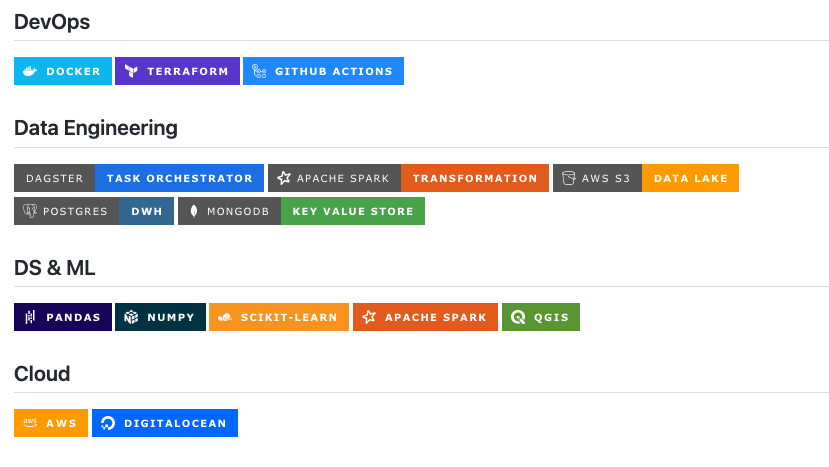 DevOps
DOCKER TERRAFORM GITHUB ACTIONS
Data Engineering
DAGSTER TASK ORCHESTRATOR APACHE SPARK TRANSFORMATION AWS S3 DATA LAKE
POSTGRES DWH MONGODB KEY VALUE STORE
DS & ML
PANDAS NUMPY SCIKIT-LEARN APACHE SPARK QGIS
Cloud
aws AWS DIGITALOCEAN